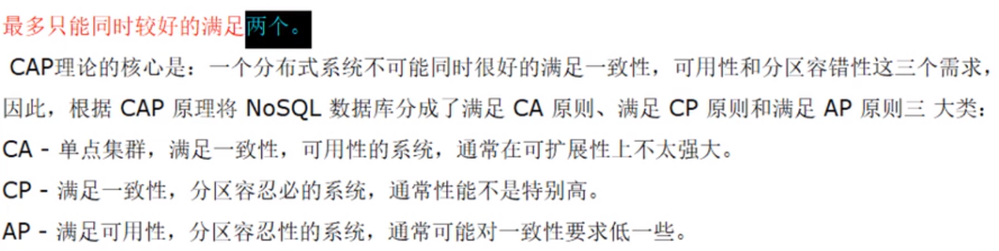 最多只能同时较好的满足两个。
CAP理论的核心是：一个分布式系统不可能同时很好的满足一致性，可用性和分区容错性这三个需求，
因此，根据 CAP 原理将 NoSQL 数据库分成了满足 CA 原则、满足 CP 原则和满足 AP 原则三 大类：
CA - 单点集群，满足一致性，可用性的系统，通常在可扩展性上不太强大。
CP - 满足一致性，分区容忍必的系统，通常性能不是特别高。
AP - 满足可用性，分区容忍性的系统，通常可能对一致性要求低一些。